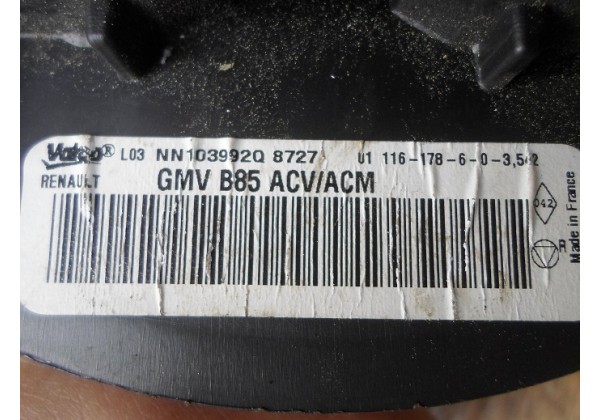 Valeo® L03 NN103992Q 8727 U1 116-178-6-0-3,542
RENAULT GMV B85 ACV/ACM
042
R
Made in France